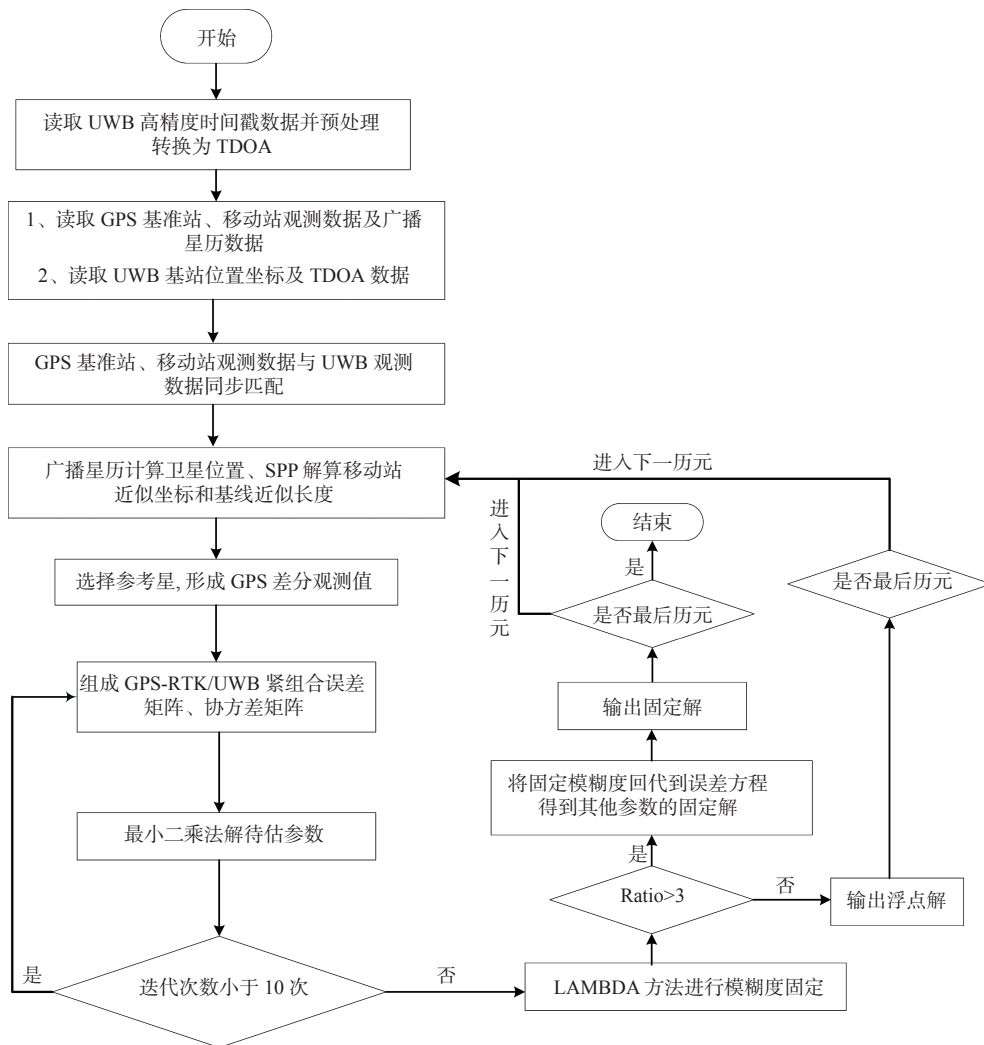 开始
读取 UWB 高精度时间戳数据并预处理
转换为 TDOA
1、读取 GPS 基准站、移动站观测数据及广播
星历数据
2、读取 UWB 基站位置坐标及 TDOA 数据
GPS 基准站、移动站观测数据与 UWB 观测
数据同步匹配
广播星历计算卫星位置、SPP 解算移动站
近似坐标和基线近似长度
选择参考星, 形成 GPS 差分观测值
组成 GPS-RTK/UWB 紧组合误差
矩阵、协方差矩阵
最小二乘法解待估参数
迭代次数小于 10 次
是
否
LAMBDA 方法进行模糊度固定
Ratio>3
是
否
将固定模糊度回代到误差方程
得到其他参数的固定解
输出固定解
是否最后历元
是
结束
进入下一历元
输出浮点解
是否最后历元
进入下一历元